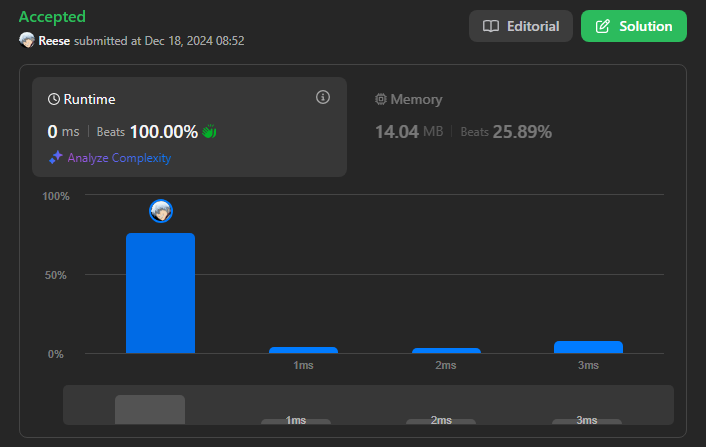 Accepted
Reese submitted at Dec 18, 2024 08:52
Editorial
Solution
Runtime
0 ms | Beats 100.00%
Analyze Complexity
Memory
14.04 MB | Beats 25.89%
100%
50%
0%
1ms 2ms 3ms
1ms 2ms 3ms